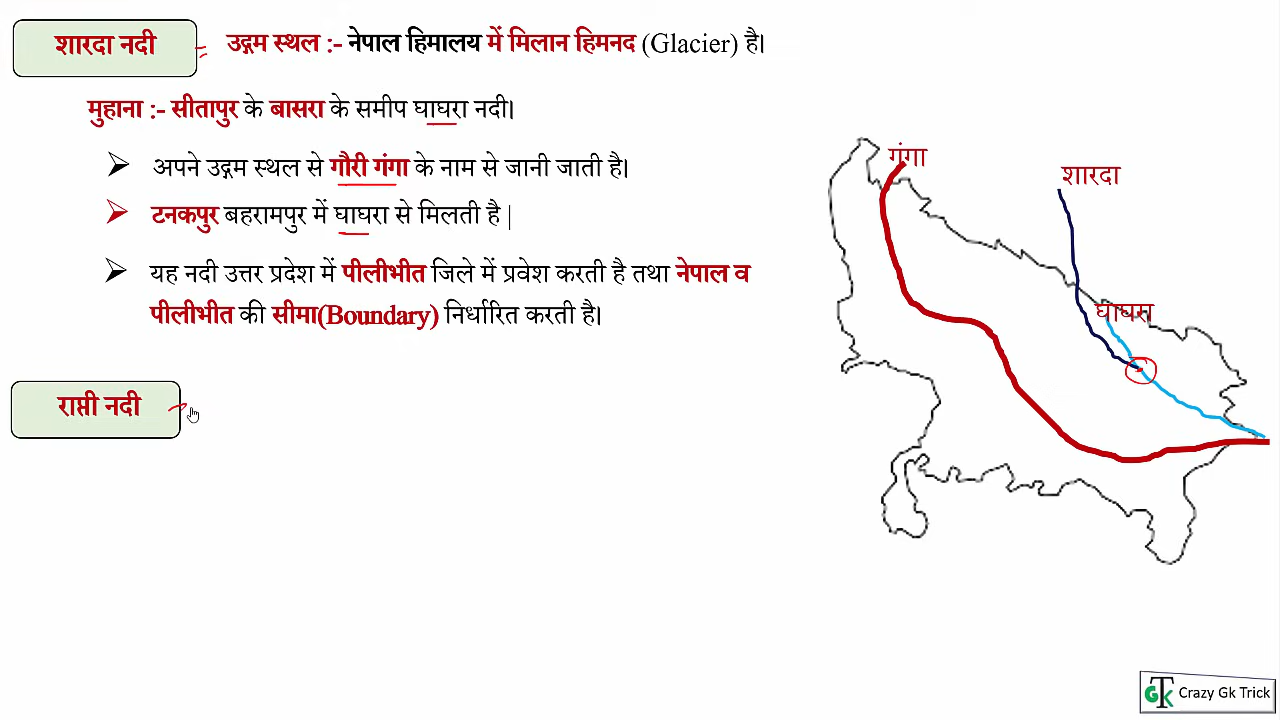 शारदा नदी
उद्गम स्थल :- नेपाल हिमालय में मिलान हिमनद (Glacier) है।
मुहाना :- सीतापुर के बासरा के समीप घाघरा नदी।
अपने उद्गम स्थल से गौरी गंगा के नाम से जानी जाती है।
टनकपुर बहरामपुर में घाघरा से मिलती है |
यह नदी उत्तर प्रदेश में पीलीभीत जिले में प्रवेश करती है तथा नेपाल व
पीलीभीत की सीमा(Boundary) निर्धारित करती है।
राप्ती नदी
गंगा
शारदा
घाघरा
GTK Crazy Gk Trick